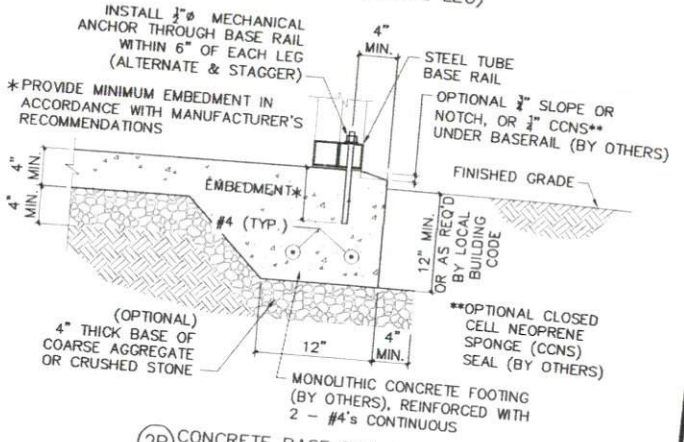 INSTALL ½"ø MECHANICAL
ANCHOR THROUGH BASE RAIL
WITHIN 6" OF EACH LEG
(ALTERNATE & STAGGER)
4"
MIN.
STEEL TUBE
BASE RAIL
*PROVIDE MINIMUM EMBEDMENT IN
ACCORDANCE WITH MANUFACTURER'S
RECOMMENDATIONS
SLOPE OR
NOTCH, OR CCNS**
UNDER BASERAIL (BY OTHERS)
OPTIONAL
FINISHED GRADE
4"
MIN.
4"
MIN.
EMBEDMENT*
#4 (TYP.)
12" MIN.
OR AS REQ'D
BY LOCAL
BUILDING
CODE
(OPTIONAL)
4" THICK BASE OF
COARSE AGGREGATE
OR CRUSHED STONE
12"
4"
MIN.
**OPTIONAL CLOSED
CELL NEOPRENE
SPONGE (CCNS)
SEAL (BY OTHERS)
MONOLITHIC CONCRETE FOOTING
(BY OTHERS), REINFORCED WITH
2 - #4's CONTINUOUS
CONCRETE BASE